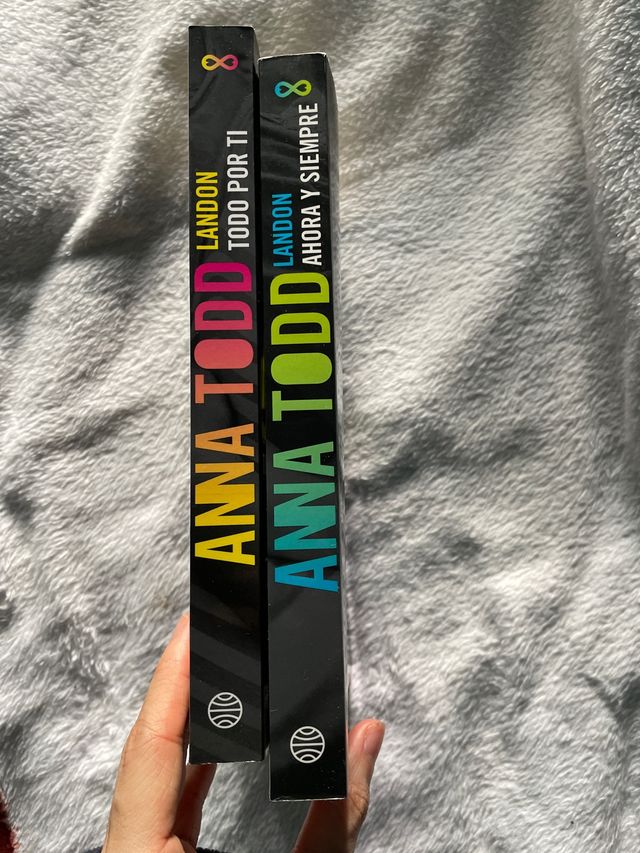 ANNA TODD
LANDON
TODO POR TI
ANNA TODD
LANDON
AHORA Y SIEMPRE